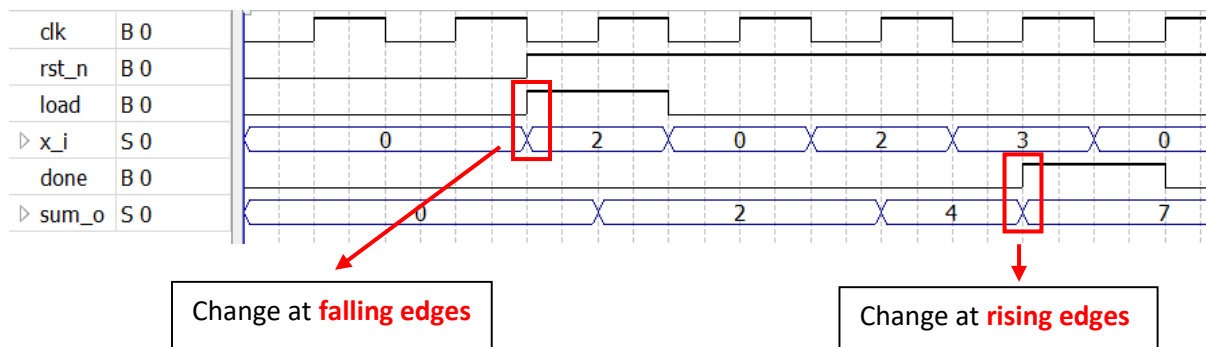 clk B 0
rst_n B 0
load B 0
x_i S 0 0 2 0 2 3 0
done B 0
sum_o S 0 0 2 4 7
Change at falling edges
Change at rising edges